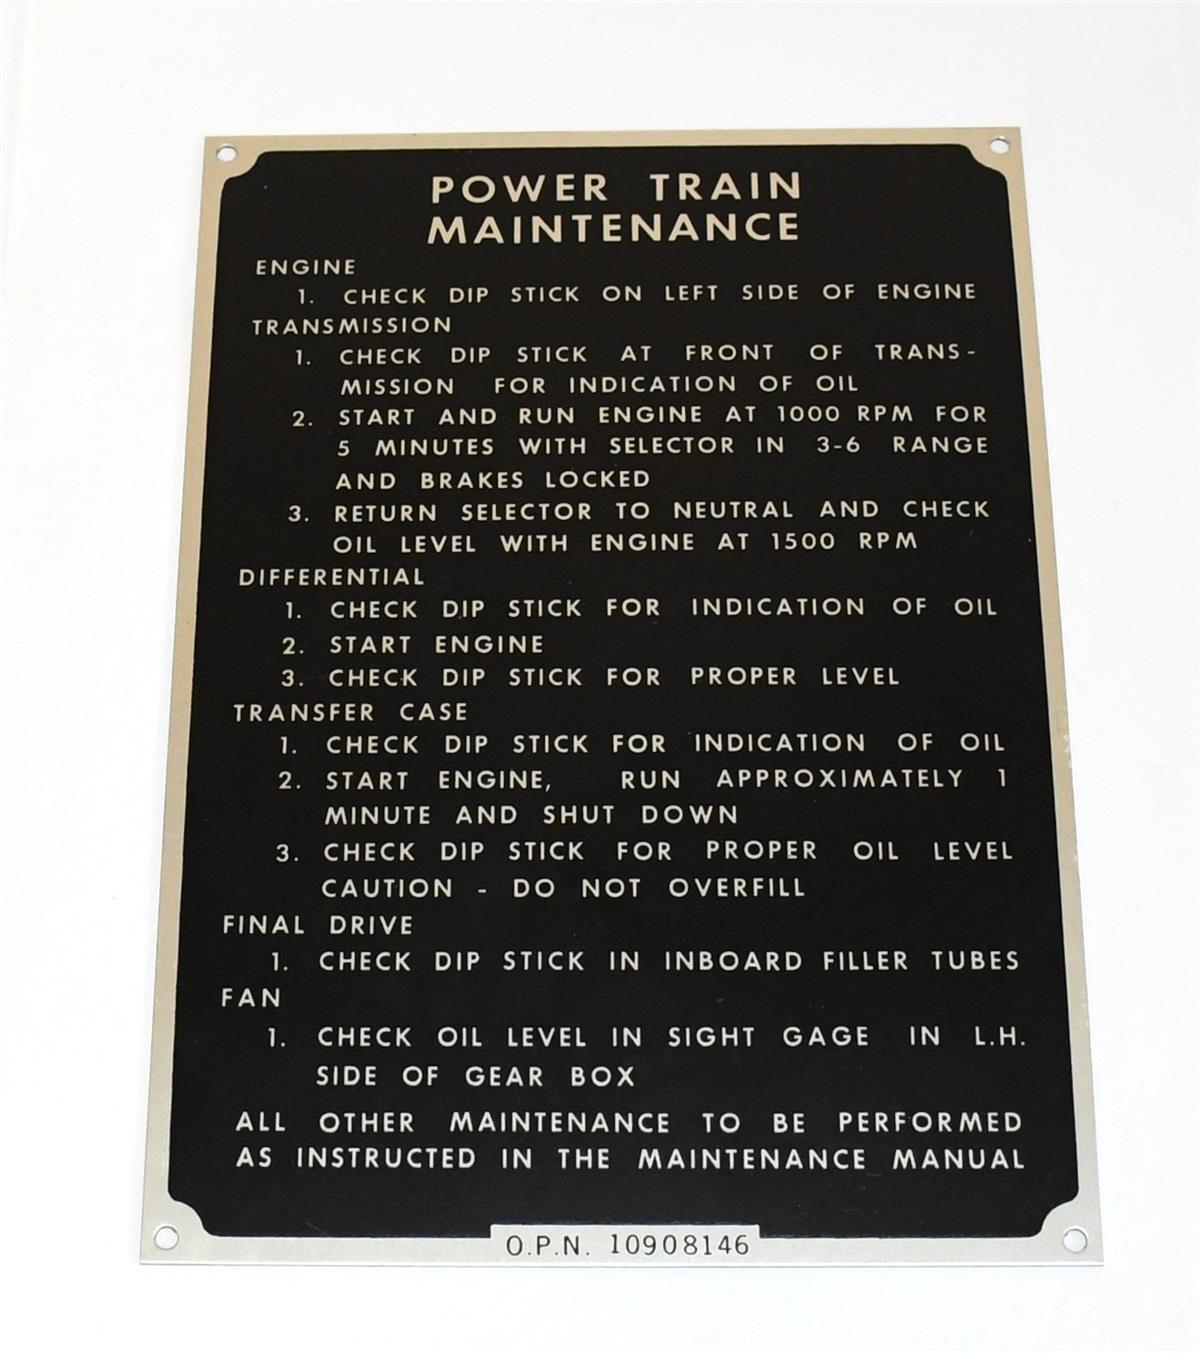 POWER TRAIN
MAINTENANCE
ENGINE
1. CHECK DIP STICK ON LEFT SIDE OF ENGINE
TRANSMISSION
1. CHECK DIP STICK AT FRONT OF TRANS-
MISSION FOR INDICATION OF OIL
2. START AND RUN ENGINE AT 1000 RPM FOR
5 MINUTES WITH SELECTOR IN 3-6 RANGE
AND BRAKES LOCKED
3. RETURN SELECTOR TO NEUTRAL AND CHECK
OIL LEVEL WITH ENGINE AT 1500 RPM
DIFFERENTIAL
1. CHECK DIP STICK FOR INDICATION OF OIL
2. START ENGINE
3. CHECK DIP STICK FOR PROPER LEVEL
TRANSFER CASE
1. CHECK DIP STICK FOR INDICATION OF OIL
2. START ENGINE, RUN APPROXIMATELY 1
MINUTE AND SHUT DOWN
3. CHECK DIP STICK FOR PROPER OIL LEVEL
CAUTION - DO NOT OVERFILL
FINAL DRIVE
1. CHECK DIP STICK IN INBOARD FILLER TUBES
FAN
1. CHECK OIL LEVEL IN SIGHT GAGE IN L.H.
SIDE OF GEAR BOX
ALL OTHER MAINTENANCE TO BE PERFORMED
AS INSTRUCTED IN THE MAINTENANCE MANUAL
O.P.N. 10908146